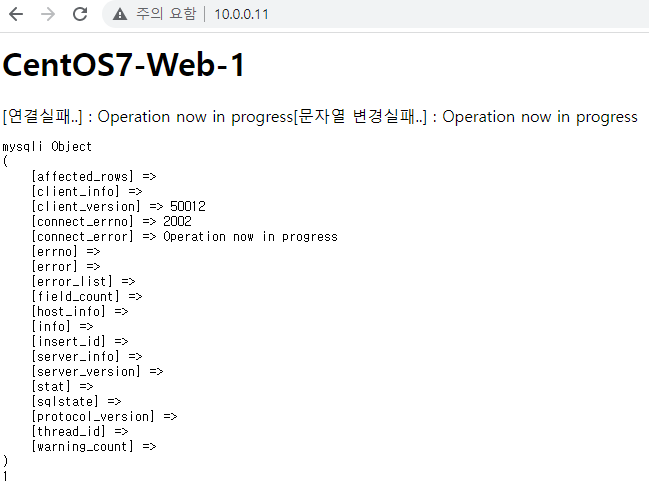 주의 요함 10.0.0.11
CentOS7-Web-1
[연결실패..] : Operation now in progress[문자열 변경실패..] : Operation now in progress
mysqli Object
(
[affected_rows] =>
[client_info] =>
[client_version] => 50012
[connect_errno] => 2002
[connect_error] => Operation now in progress
[errno] =>
[error] =>
[error_list] =>
[field_count] =>
[host_info] =>
[info] =>
[insert_id] =>
[server_info] =>
[server_version] =>
[stat] =>
[sqlstate] =>
[protocol_version] =>
[thread_id] =>
[warning_count] =>
)
1